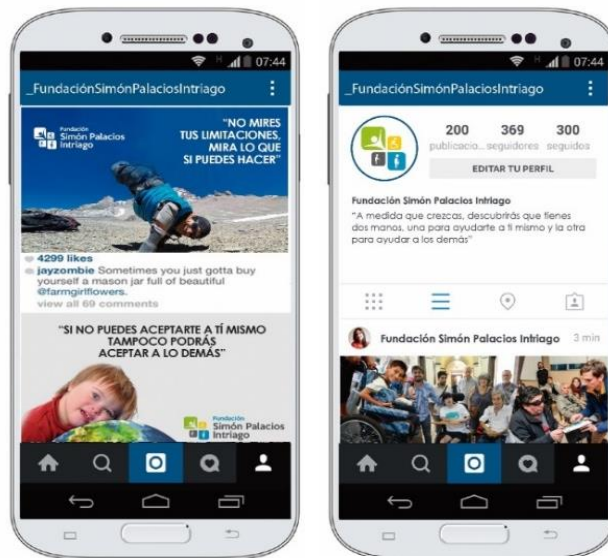 H 07:44
_FundaciónSimónPalaciosIntriago
Fundación
Simón Palacios
Intriago
"NO MIRES
TUS LIMITACIONES,
MIRA LO QUE
SI PUEDES HACER"
4299 likes
jayzombie Sometimes you just gotta buy
yourself a mason jar full of beautiful
@farmgirlflowers.
view all 69 comments
"SI NO PUEDES ACEPTARTE A TÍ MISMO
TAMPOCO PODRÁS
ACEPTAR A LO DEMÁS"
Fundación
Simón Palacios
Intriago
H 07:44
_FundaciónSimónPalaciosIntriago
200 369 300
publicacio... seguidores seguidos
EDITAR TU PERFIL
Fundación Simón Palacios Intriago
"A medida que crezcas, descubrirás que tienes
dos manos, una para ayudarte a ti mismo y la otra
para ayudar a los demás"
Fundación Simón Palacios Intriago 3 min